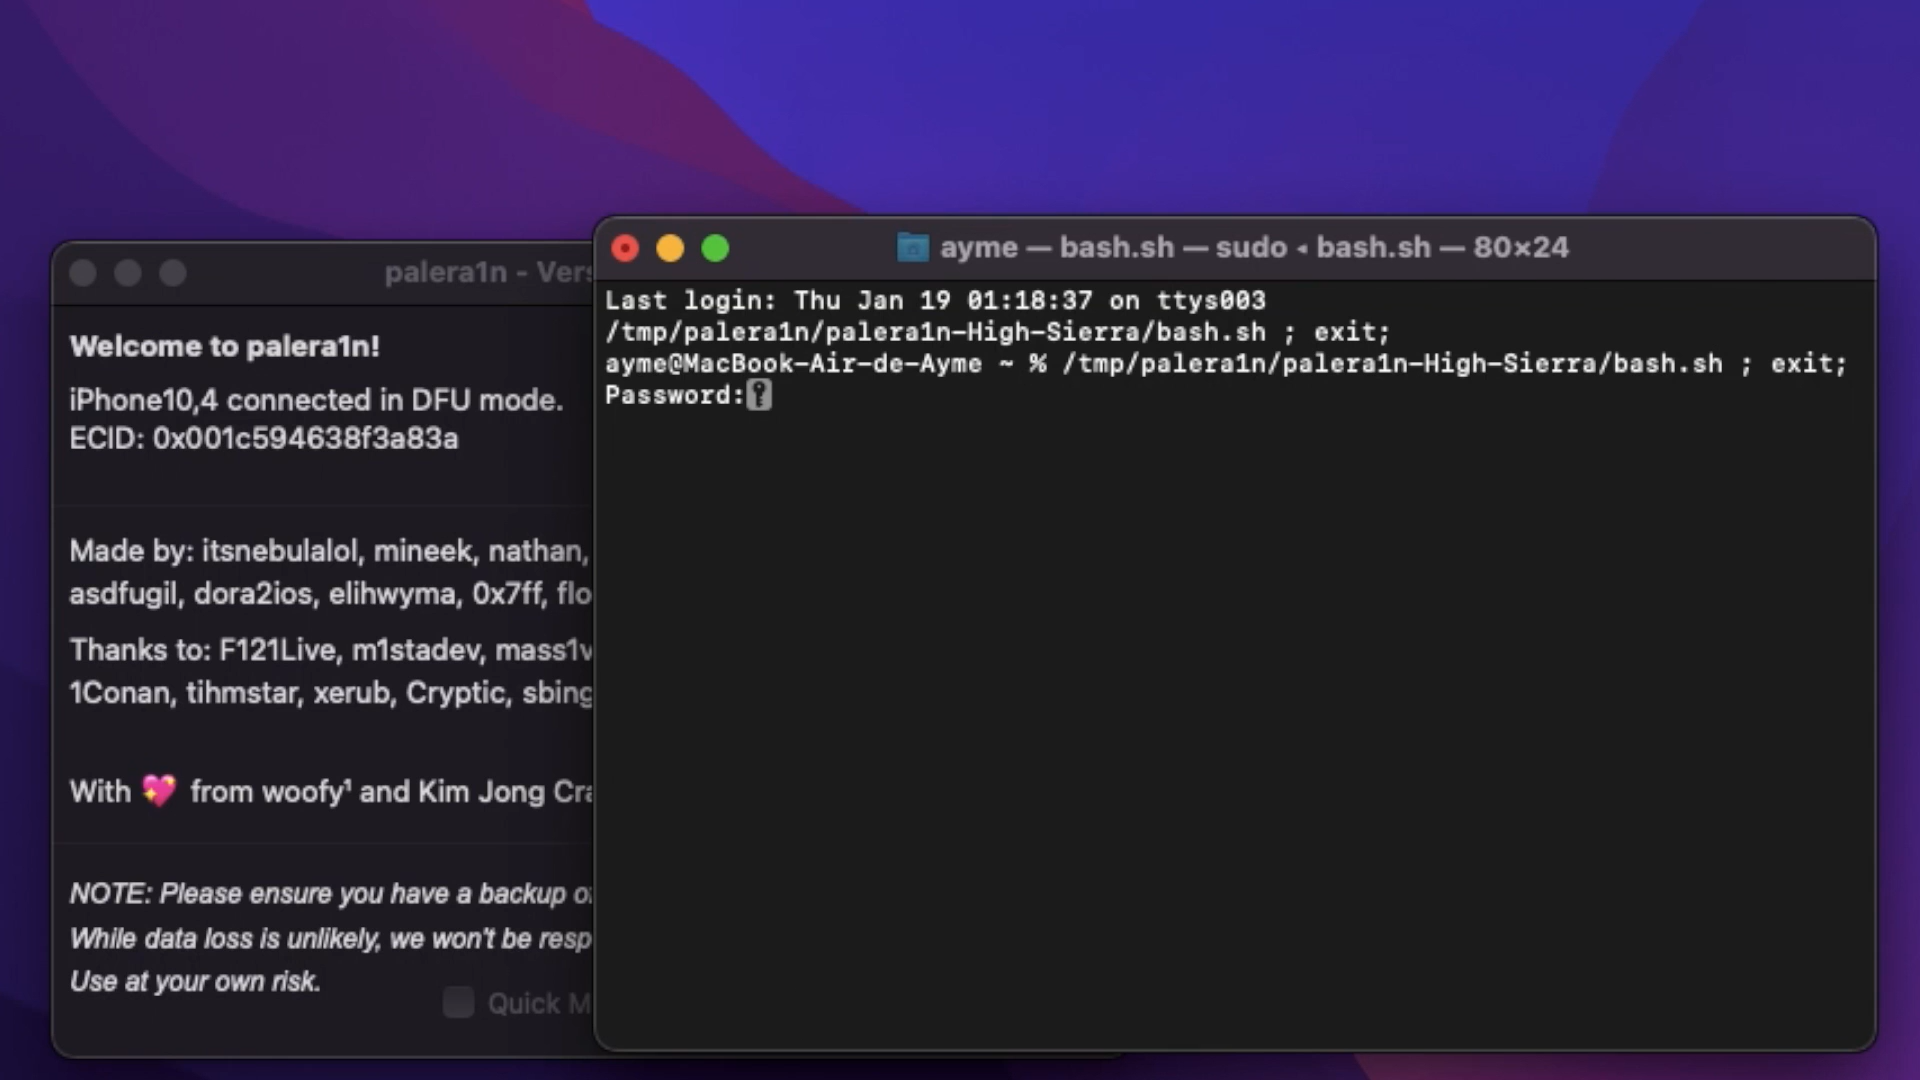 palera1n - Vers
Welcome to palera1n!
iPhone10,4 connected in DFU mode.
ECID: 0x001c594638f3a83a
Made by: itsnebulalol, mineek, nathan,
asdfugil, dora2ios, elihwyma, 0x7ff, flo
Thanks to: F121Live, m1stadev, mass1v
1Conan, tihmstar, xerub, Cryptic, sbing
With 💖 from woofy¹ and Kim Jong Cra
NOTE: Please ensure you have a backup of
While data loss is unlikely, we won't be resp
Use at your own risk.
Quick M
ayme — bash.sh — sudo ◂ bash.sh — 80×24
Last login: Thu Jan 19 01:18:37 on ttys003
/tmp/palera1n/palera1n-High-Sierra/bash.sh ; exit;
ayme@MacBook-Air-de-Ayme ~ % /tmp/palera1n/palera1n-High-Sierra/bash.sh ; exit;
Password: